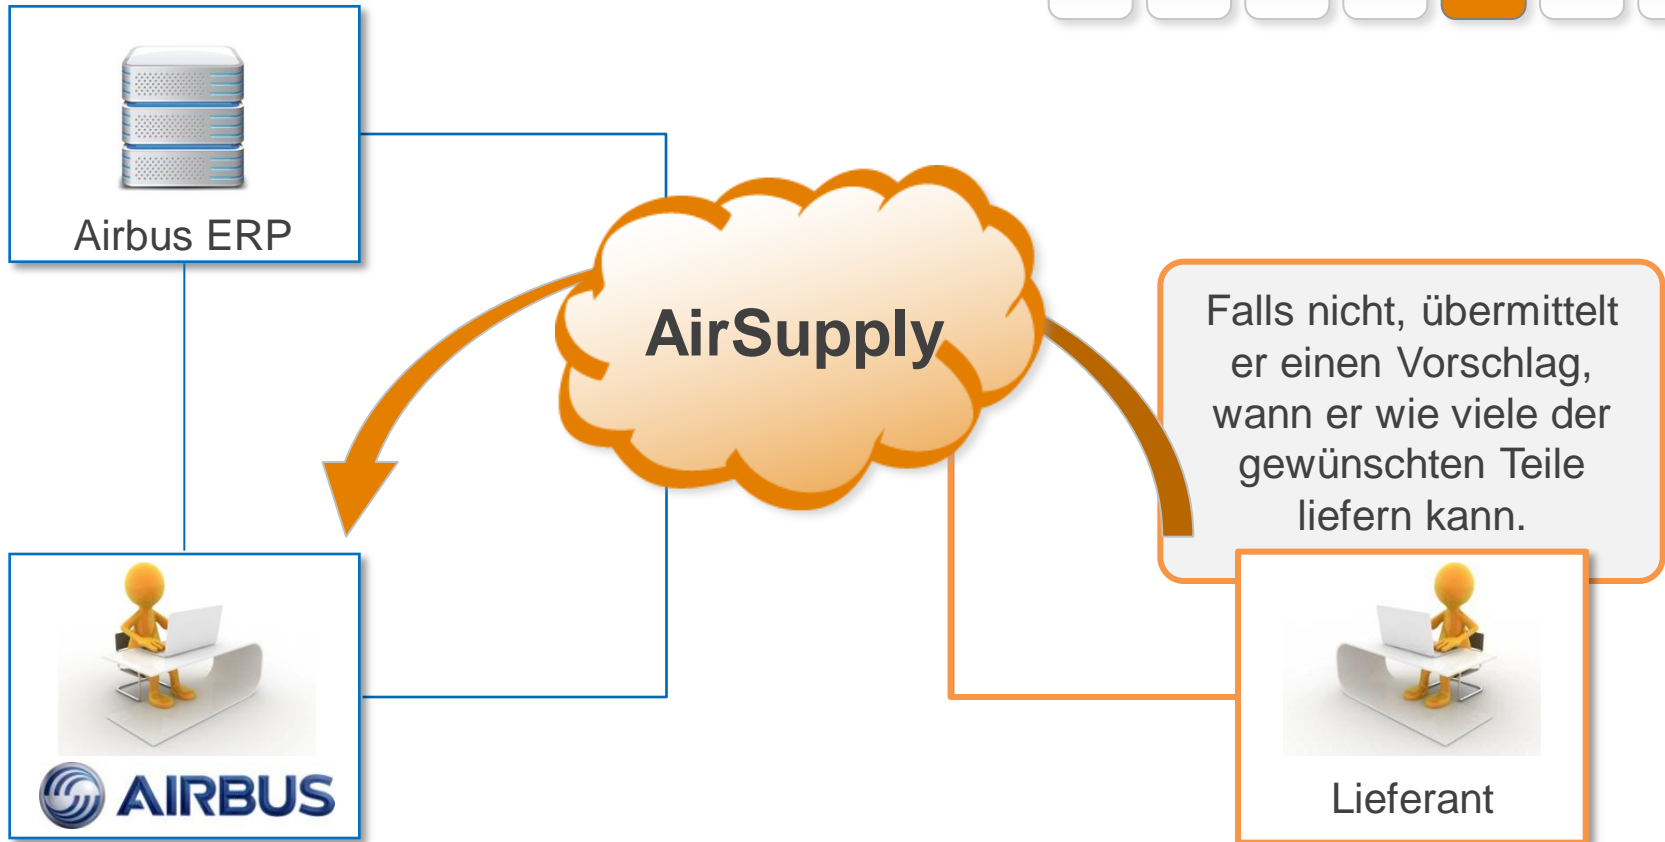 Airbus ERP
AirSupply
Falls nicht, übermittelt
er einen Vorschlag,
wann er wie viele der
gewünschten Teile
liefern kann.
AIRBUS
Lieferant